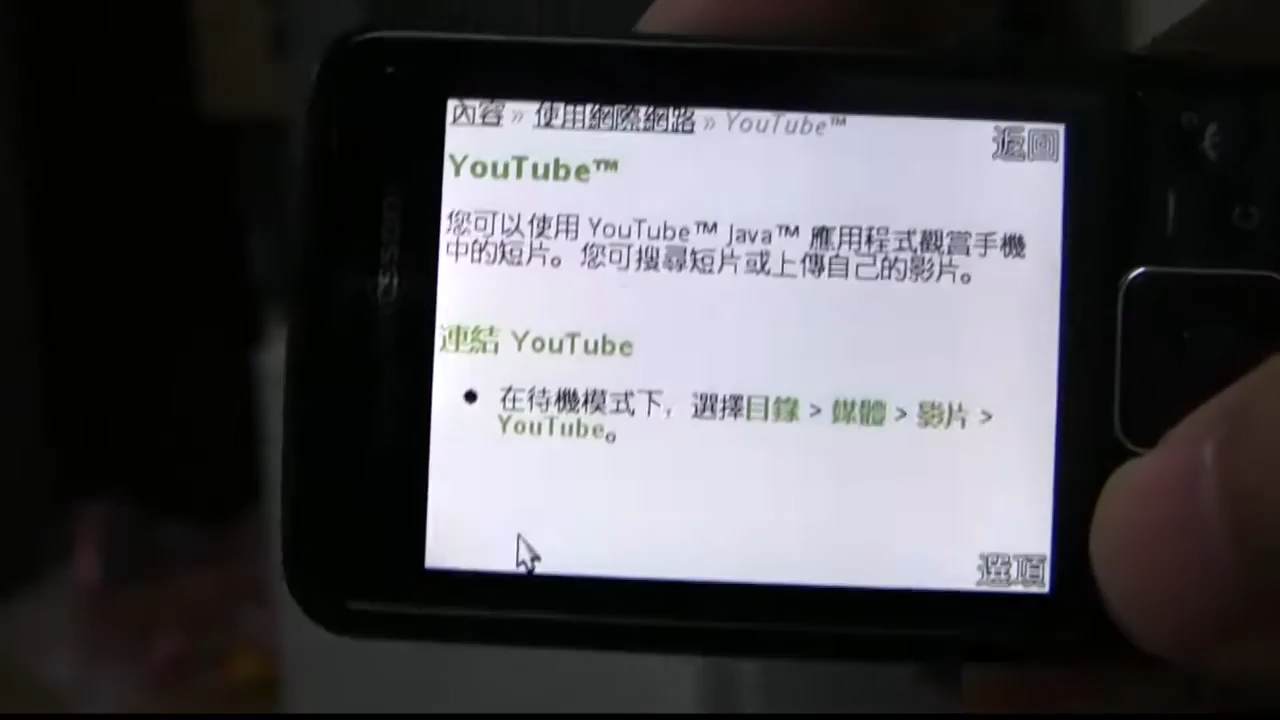 內容 » 使用網際網路 » YouTube™
返回
YouTube™
您可以使用 YouTube™ Java™ 應用程式觀賞手機
中的短片。您可搜尋短片或上傳自己的影片。
連結 YouTube
• 在待機模式下，選擇目錄 > 媒體 > 影片 >
YouTube。
選項